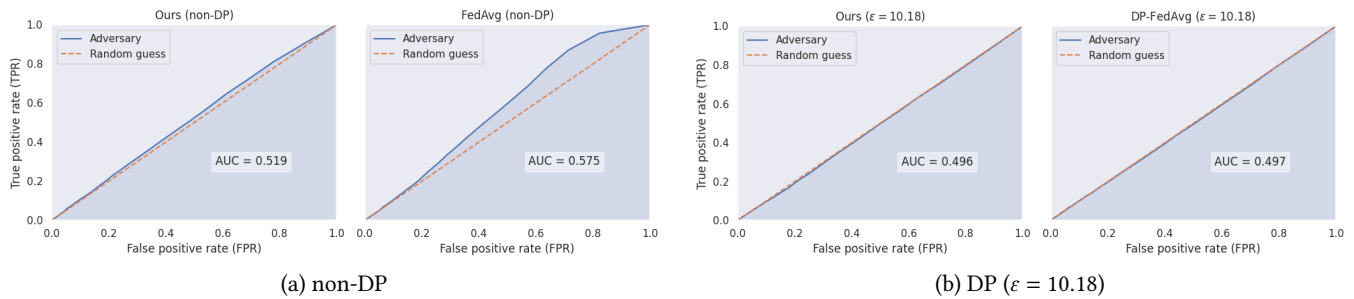 Ours (non-DP)
Adversary
Random guess
AUC = 0.519
True positive rate (TPR)
1.0
0.8
0.6
0.4
0.2
0.0
0.0 0.2 0.4 0.6 0.8 1.0
False positive rate (FPR)
FedAvg (non-DP)
Adversary
Random guess
AUC = 0.575
0.0 0.2 0.4 0.6 0.8 1.0
False positive rate (FPR)
(a) non-DP
Ours (ε = 10.18)
Adversary
Random guess
AUC = 0.496
True positive rate (TPR)
1.0
0.8
0.6
0.4
0.2
0.0
0.0 0.2 0.4 0.6 0.8 1.0
False positive rate (FPR)
DP-FedAvg (ε = 10.18)
Adversary
Random guess
AUC = 0.497
0.0 0.2 0.4 0.6 0.8 1.0
False positive rate (FPR)
(b) DP (ε = 10.18)